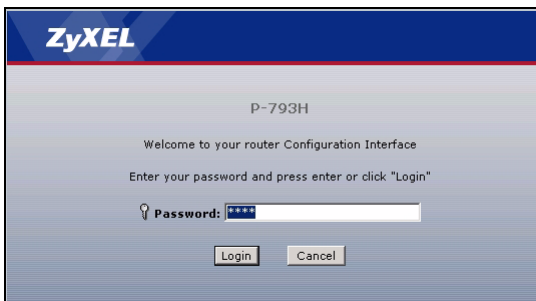 ZyXEL
P-793H
Welcome to your router Configuration Interface
Enter your password and press enter or click "Login"
Password: ****
Login Cancel